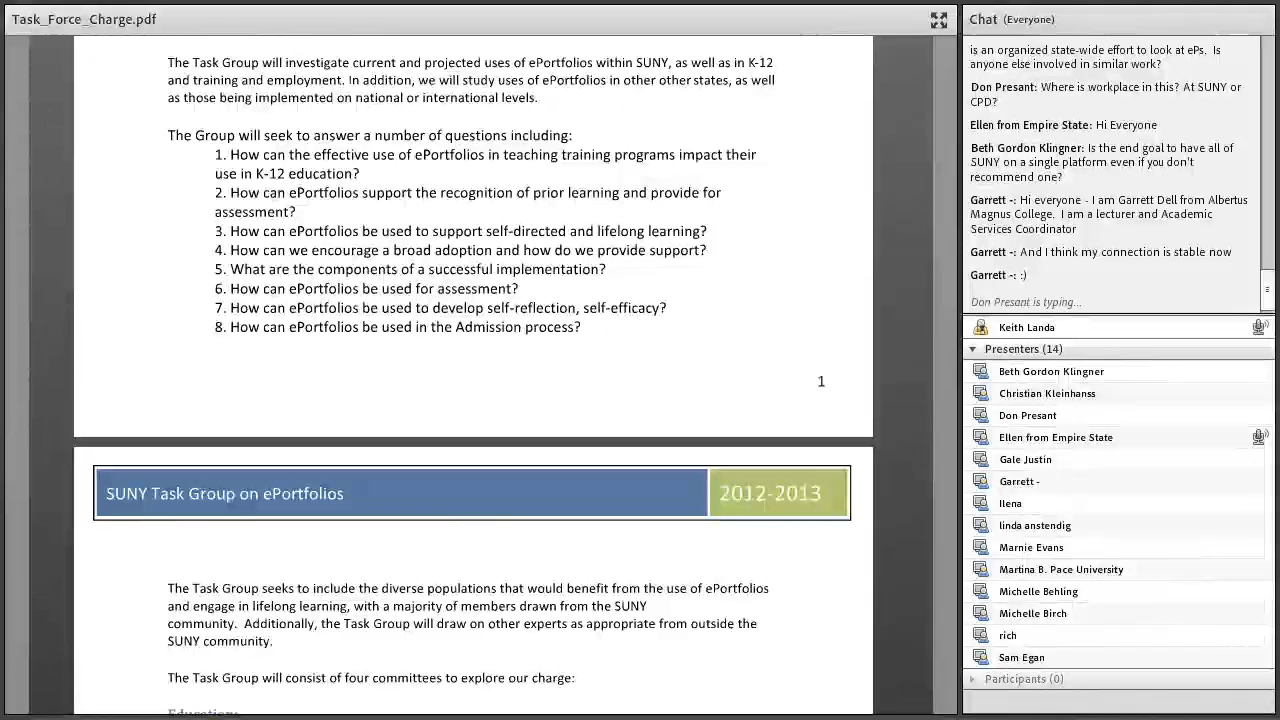 Task_Force_Charge.pdf
The Task Group will investigate current and projected uses of ePortfolios within SUNY, as well as in K-12
and training and employment. In addition, we will study uses of ePortfolios in other other states, as well
as those being implemented on national or international levels.
The Group will seek to answer a number of questions including:
1. How can the effective use of ePortfolios in teaching training programs impact their
use in K-12 education?
2. How can ePortfolios support the recognition of prior learning and provide for
assessment?
3. How can ePortfolios be used to support self-directed and lifelong learning?
4. How can we encourage a broad adoption and how do we provide support?
5. What are the components of a successful implementation?
6. How can ePortfolios be used for assessment?
7. How can ePortfolios be used to develop self-reflection, self-efficacy?
8. How can ePortfolios be used in the Admission process?
1
SUNY Task Group on ePortfolios
2012-2013
The Task Group seeks to include the diverse populations that would benefit from the use of ePortfolios
and engage in lifelong learning, with a majority of members drawn from the SUNY
community.  Additionally, the Task Group will draw on other experts as appropriate from outside the
SUNY community.
The Task Group will consist of four committees to explore our charge:
Education:
Chat (Everyone)
is an organized state-wide effort to look at ePs.  Is
anyone else involved in similar work?
Don Presant: Where is workplace in this? At SUNY or
CPD?
Ellen from Empire State: Hi Everyone
Beth Gordon Klingner: Is the end goal to have all of
SUNY on a single platform even if you don't
recommend one?
Garrett -: Hi everyone - I am Garrett Dell from Albertus
Magnus College.  I am a lecturer and Academic
Services Coordinator
Garrett -: And I think my connection is stable now
Garrett -: :)
Don Presant is typing...
Keith Landa
Presenters (14)
Beth Gordon Klingner
Christian Kleinhanss
Don Presant
Ellen from Empire State
Gale Justin
Garrett -
Ilena
linda anstendig
Marnie Evans
Martina B. Pace University
Michelle Behling
Michelle Birch
rich
Sam Egan
Participants (0)